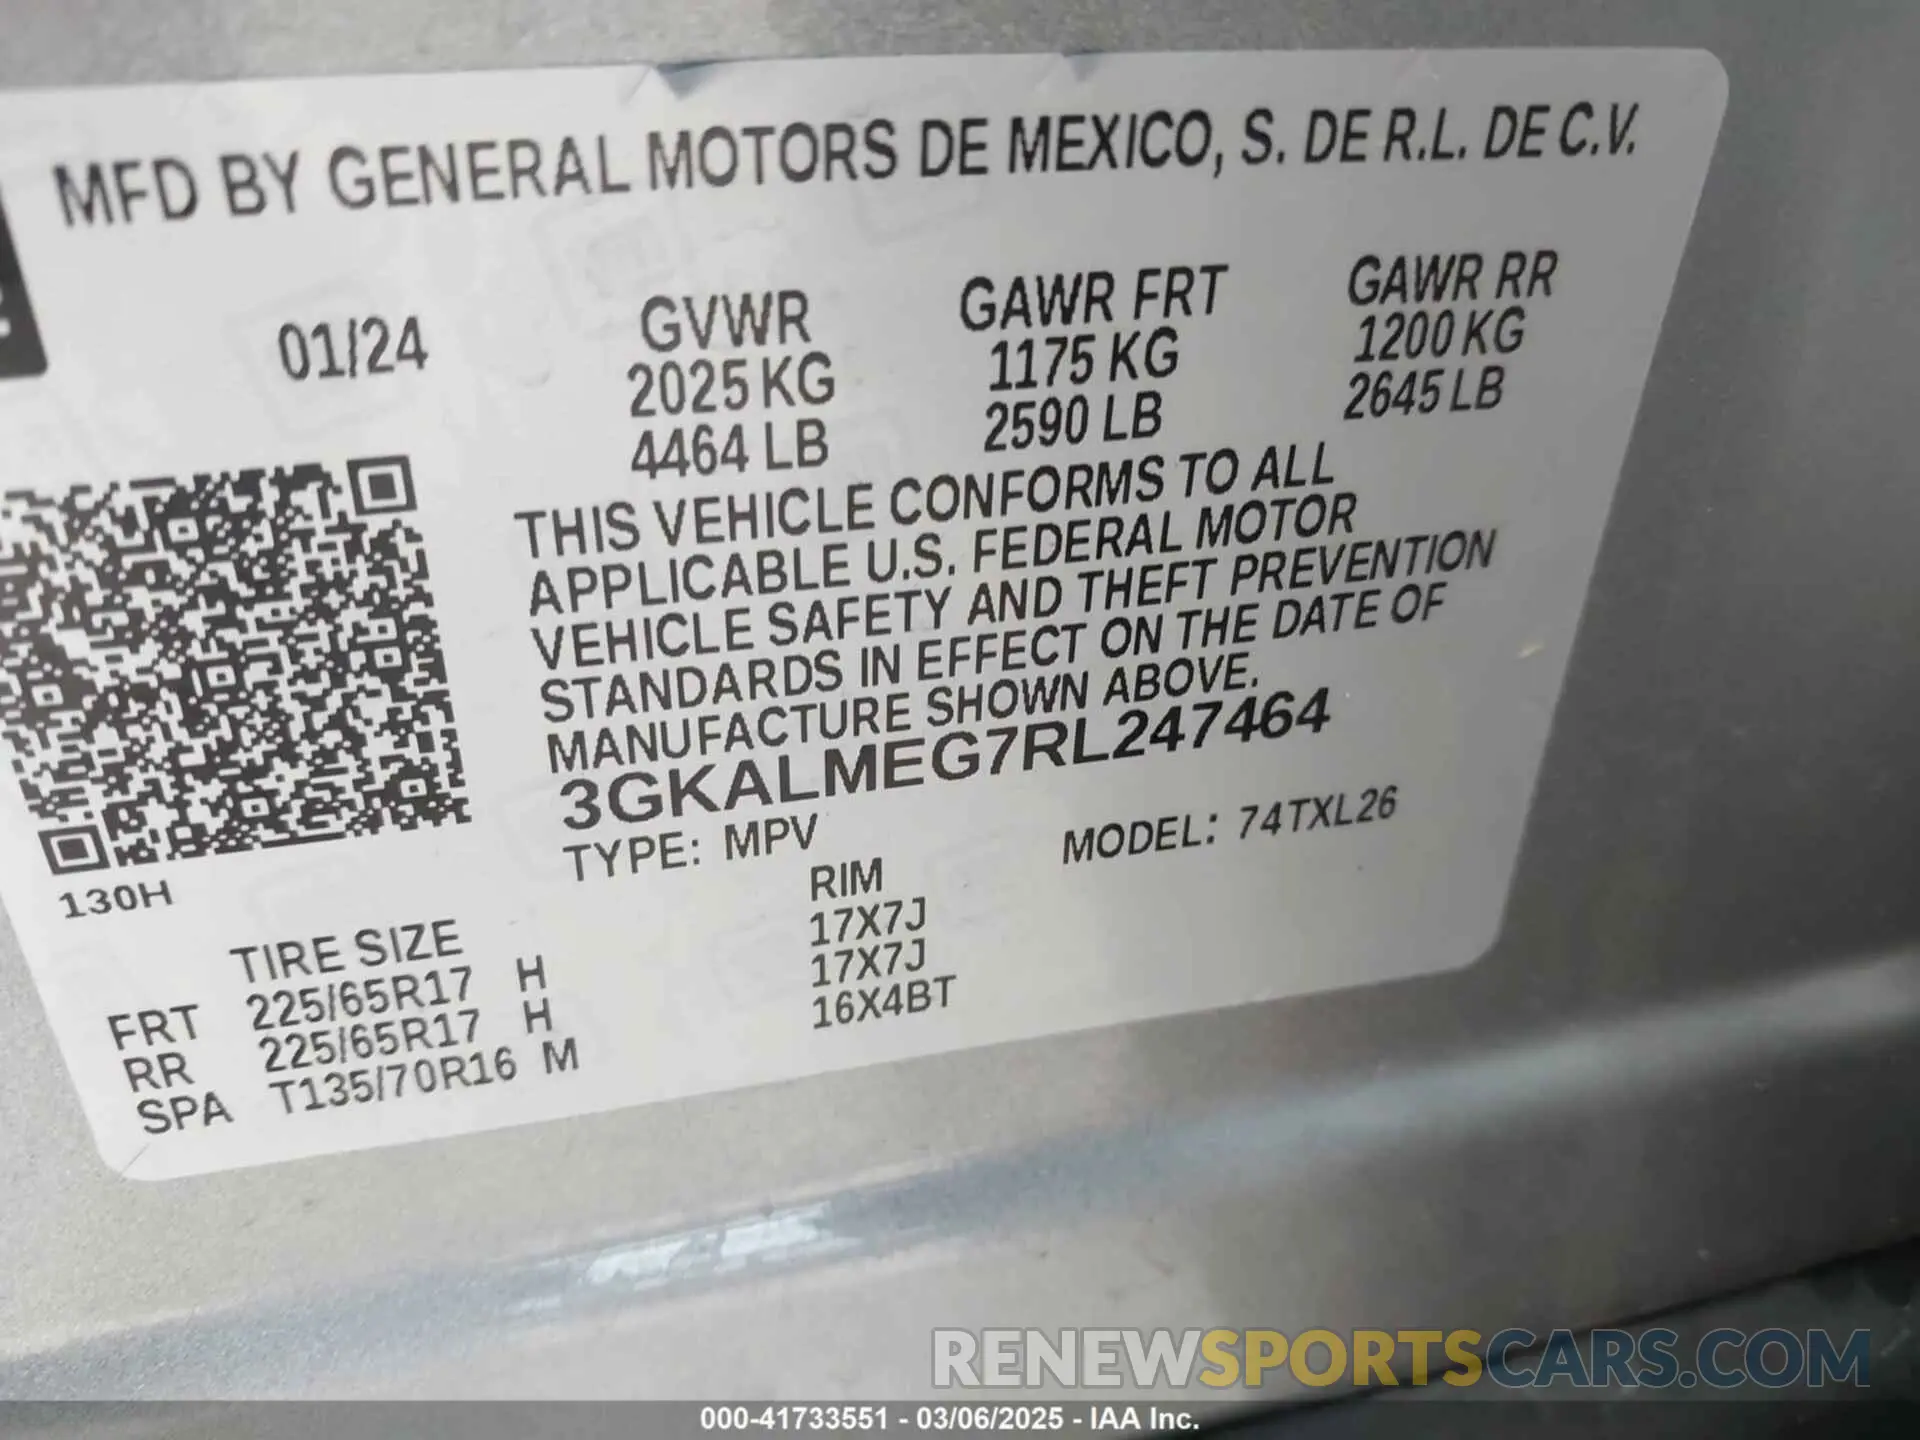 MFD BY GENERAL MOTORS DE MEXICO, S. DE R.L. DE C.V.
01/24 GVWR GAWR FRT GAWR RR
2025 KG 1175 KG 1200 KG
4464 LB 2590 LB 2645 LB
THIS VEHICLE CONFORMS TO ALL
APPLICABLE U.S. FEDERAL MOTOR
VEHICLE SAFETY AND THEFT PREVENTION
STANDARDS IN EFFECT ON THE DATE OF
MANUFACTURE SHOWN ABOVE.
3GKALMEG7RL247464
TYPE: MPV MODEL: 74TXL26
130H
TIRE SIZE RIM
FRT 225/65R17 H 17X7J
RR 225/65R17 H 17X7J
SPA T135/70R16 M 16X4BT
RENEWSPORTSCARS.COM
000-41733551 - 03/06/2025 - IAA Inc.